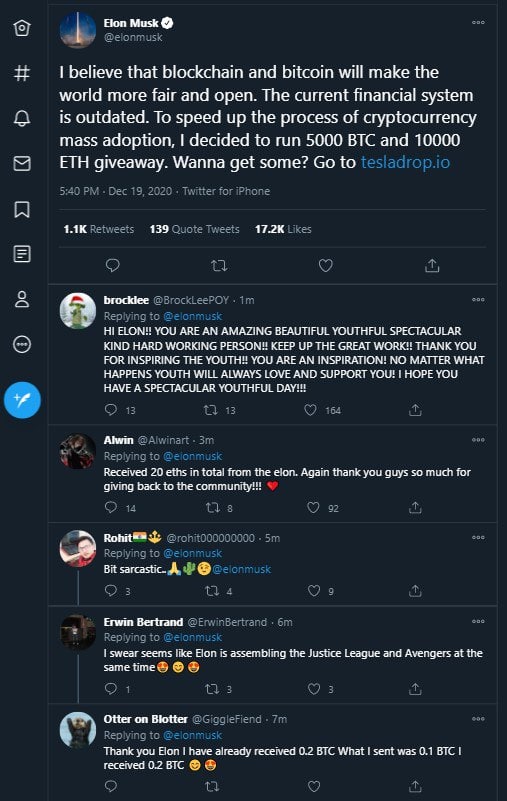 Elon Musk
@elonmusk
I believe that blockchain and bitcoin will make the
world more fair and open. The current financial system
is outdated. To speed up the process of cryptocurrency
mass adoption, I decided to run 5000 BTC and 10000
ETH giveaway. Wanna get some? Go to tesladrop.io
5:40 PM · Dec 19, 2020 · Twitter for iPhone
1.1K Retweets 139 Quote Tweets 17.2K Likes
brocklee @BrockLeePOY · 1m
Replying to @elonmusk
HI ELON!! YOU ARE AN AMAZING BEAUTIFUL YOUTHFUL SPECTACULAR
KIND HARD WORKING PERSON!! KEEP UP THE GREAT WORK!! THANK YOU
FOR INSPIRING THE YOUTH!! YOU ARE AN INSPIRATION! NO MATTER WHAT
HAPPENS YOUTH WILL ALWAYS LOVE AND SUPPORT YOU! I HOPE YOU
HAVE A SPECTACULAR YOUTHFUL DAY!!!
13 13 164
Alwin @Alwinart · 3m
Replying to @elonmusk
Received 20 eths in total from the elon. Again thank you guys so much for
giving back to the community!!! ❤️
14 8 92
Rohit🇮🇳🔱 @rohit000000000 · 5m
Replying to @elonmusk
Bit sarcastic..🙏🌵😉@elonmusk
3 4 9
Erwin Bertrand @ErwinBertrand · 6m
Replying to @elonmusk
I swear seems like Elon is assembling the Justice League and Avengers at the
same time😍😊😍
1 3 3
Otter on Blotter @GiggleFiend · 7m
Replying to @elonmusk
Thank you Elon I have already received 0.2 BTC What I sent was 0.1 BTC I
received 0.2 BTC 😊😍